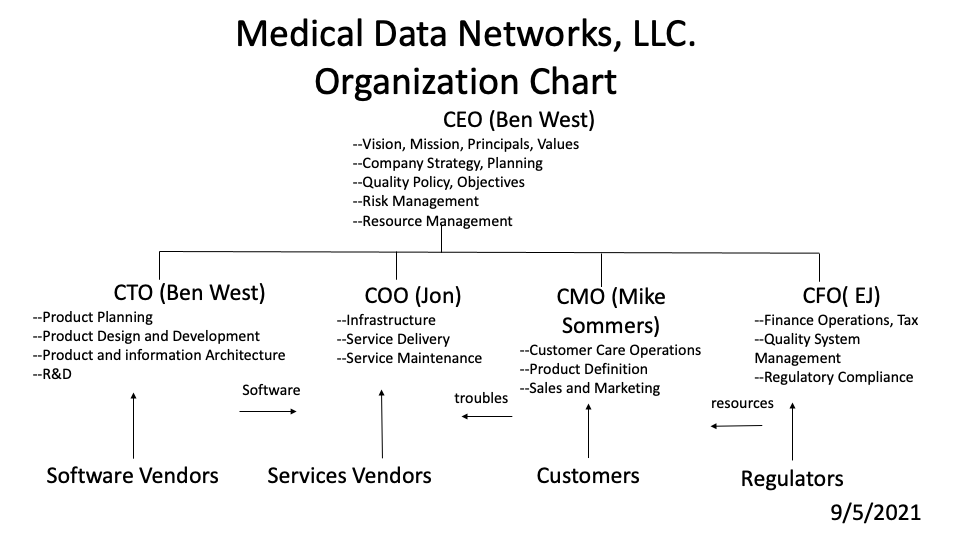 Medical Data Networks, LLC.
Organization Chart
CEO (Ben West)
--Vision, Mission, Principals, Values
--Company Strategy, Planning
--Quality Policy, Objectives
--Risk Management
--Resource Management
CTO (Ben West)
--Product Planning
--Product Design and Development
--Product and information Architecture
--R&D
COO (Jon)
--Infrastructure
--Service Delivery
--Service Maintenance
CMO (Mike
Sommers)
--Customer Care Operations
--Product Definition
--Sales and Marketing
CFO( EJ)
--Finance Operations, Tax
--Quality System
Management
--Regulatory Compliance
Software
troubles
resources
Software Vendors
Services Vendors
Customers
Regulators
9/5/2021